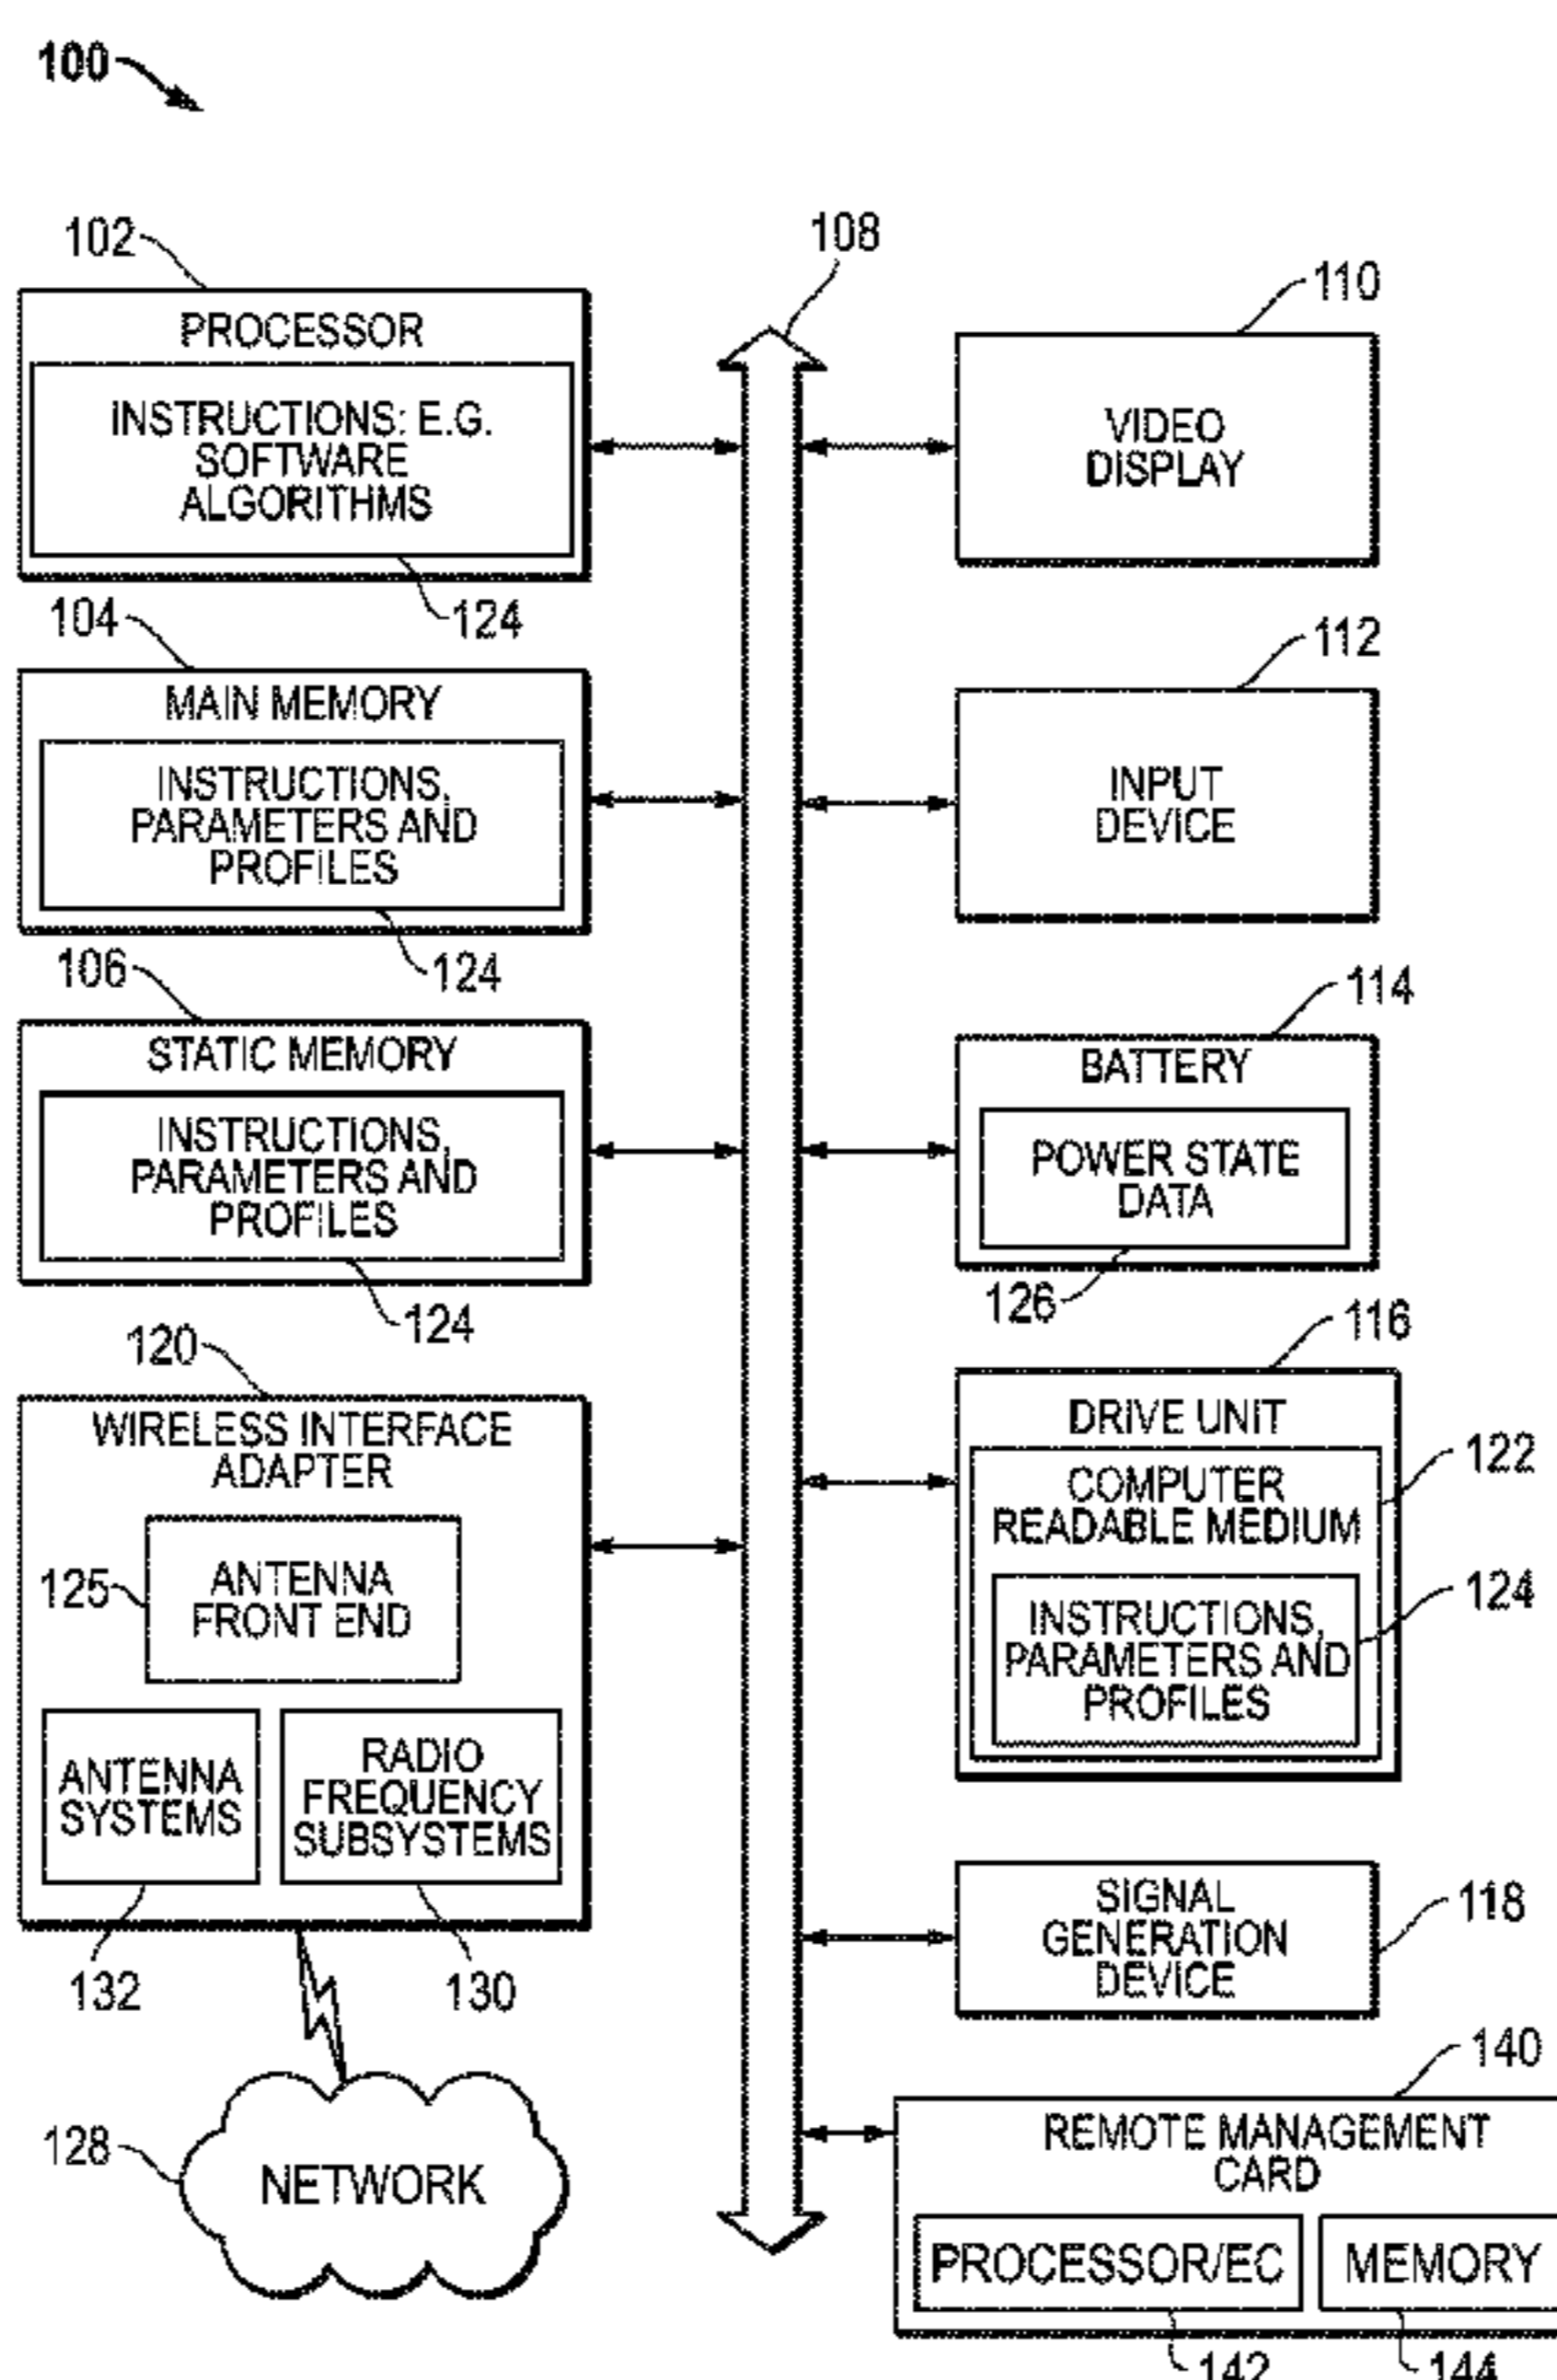 100
102
PROCESSOR
INSTRUCTIONS: E.G.
SOFTWARE
ALGORITHMS
124
104
MAIN MEMORY
INSTRUCTIONS,
PARAMETERS AND
PROFILES
124
106
STATIC MEMORY
INSTRUCTIONS,
PARAMETERS AND
PROFILES
124
120
WIRELESS INTERFACE
ADAPTER
125
ANTENNA
FRONT END
ANTENNA
SYSTEMS
RADIO
FREQUENCY
SUBSYSTEMS
132
130
128
NETWORK
108
110
VIDEO
DISPLAY
112
INPUT
DEVICE
114
BATTERY
POWER STATE
DATA
126
116
DRIVE UNIT
122
COMPUTER
READABLE MEDIUM
124
INSTRUCTIONS,
PARAMETERS AND
PROFILES
SIGNAL
GENERATION
DEVICE
118
140
REMOTE MANAGEMENT
CARD
PROCESSOR/EC
MEMORY
142
144